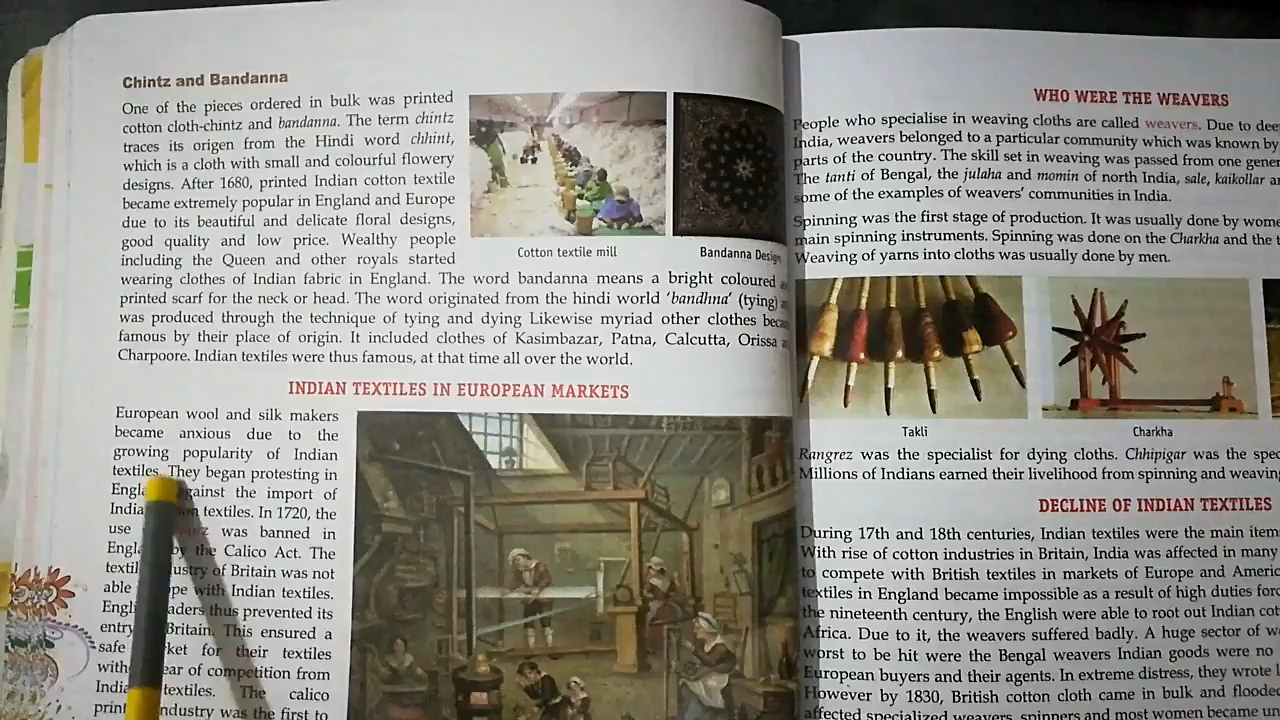 Chintz and Bandanna
One of the pieces ordered in bulk was printed
cotton cloth-chintz and bandanna. The term chintz
traces its origen from the Hindi word chhint,
which is a cloth with small and colourful flowery
designs. After 1680, printed Indian cotton textile
became extremely popular in England and Europe
due to its beautiful and delicate floral designs,
good quality and low price. Wealthy people
including the Queen and other royals started
wearing clothes of Indian fabric in England. The word bandanna means a bright coloured
printed scarf for the neck or head. The word originated from the hindi world 'bandhna' (tying)
was produced through the technique of tying and dying Likewise myriad other clothes
famous by their place of origin. It included clothes of Kasimbazar, Patna, Calcutta, Orissa
Charpoore. Indian textiles were thus famous, at that time all over the world.
Cotton textile mill
Bandanna Design
INDIAN TEXTILES IN EUROPEAN MARKETS
European wool and silk makers
became anxious due to the
growing popularity of Indian
textiles. They began protesting in
against the import of
textiles. In 1720, the
use was banned in
by the Calico Act. The
of Britain was not
able with Indian textiles.
thus prevented its
entry Britain. This ensured a
safe for their textiles
of competition from
textiles. The calico
industry was the first to
WHO WERE THE WEAVERS
People who specialise in weaving cloths are called weavers. Due to
India, weavers belonged to a particular community which was known by
parts of the country. The skill set in weaving was passed from one
The tanti of Bengal, the julaha and momin of north India, sale, kaikollar
some of the examples of weavers' communities in India.
Spinning was the first stage of production. It was usually done by
main spinning instruments. Spinning was done on the Charkha and the
Weaving of yarns into cloths was usually done by men.
Takli
Charkha
Rangrez was the specialist for dying cloths. Chhipigar was the
Millions of Indians earned their livelihood from spinning and weaving
DECLINE OF INDIAN TEXTILES
During 17th and 18th centuries, Indian textiles were the main
With rise of cotton industries in Britain, India was affected in many
to compete with British textiles in markets of Europe and
textiles in England became impossible as a result of high duties
the nineteenth century, the English were able to root out Indian
Africa. Due to it, the weavers suffered badly. A huge sector of
worst to be hit were the Bengal weavers Indian goods were no
European buyers and their agents. In extreme distress, they wrote
However by 1830, British cotton cloth came in bulk and
affected specialized weavers, spinners and most women became